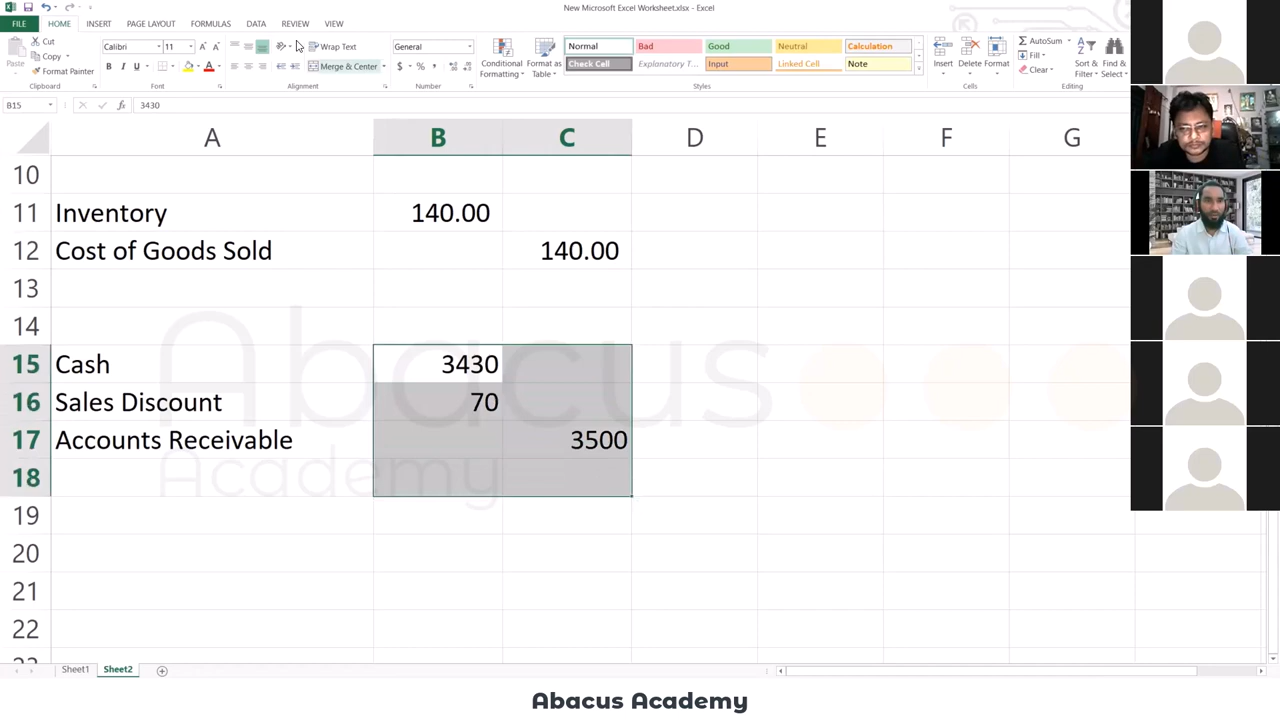 New Microsoft Excel Worksheet.xlsx - Excel
FILE HOME INSERT PAGE LAYOUT FORMULAS DATA REVIEW VIEW
Cut
Copy
Format Painter
Paste
Clipboard
Calibri 11
B I U
Font
Wrap Text
Merge & Center
Alignment
General
$ % ,
Number
Conditional Formatting
Format as Table
Normal Bad Good Neutral Calculation
Check Cell Explanatory T... Input Linked Cell Note
Styles
Insert Delete Format
Cells
AutoSum
Fill
Clear
Sort & Filter
Find & Select
Editing
B15 fx 3430
A B C D E F G
10
11 Inventory 140.00
12 Cost of Goods Sold 140.00
13
14
15 Cash 3430
16 Sales Discount 70
17 Accounts Receivable 3500
18
19
20
21
22
Abacus
Academy
Sheet1 Sheet2
Abacus Academy